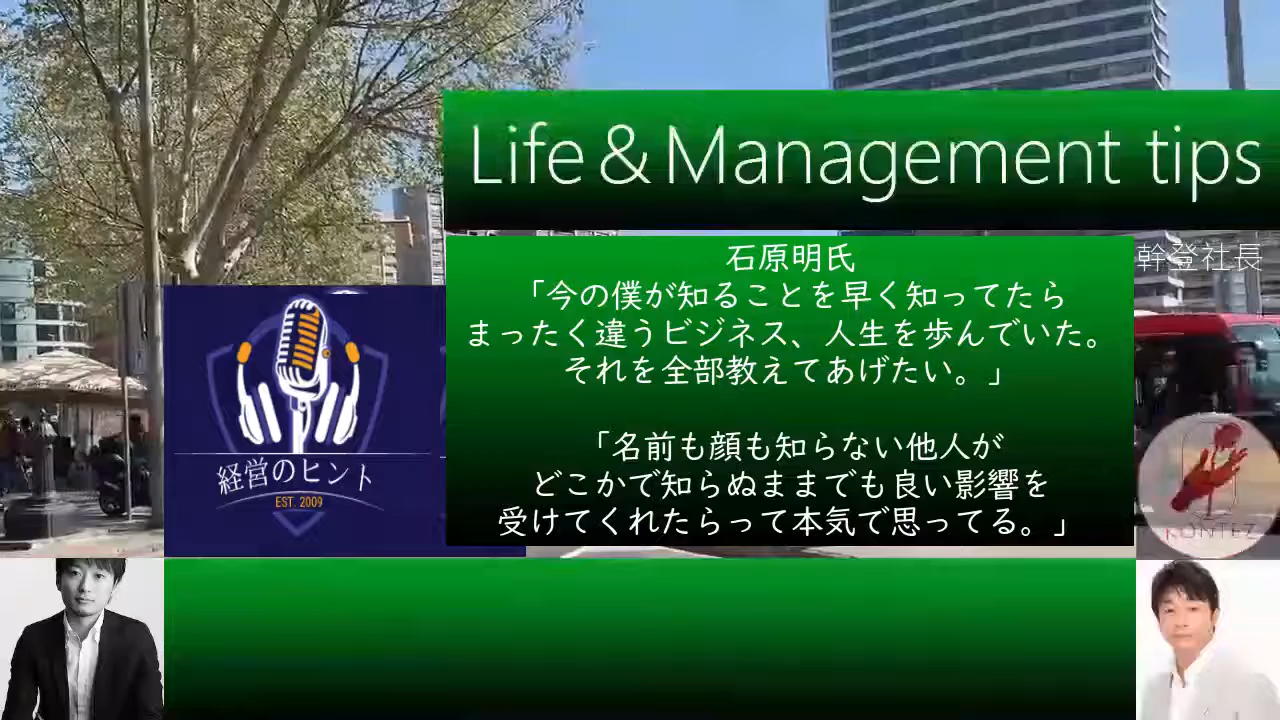 Life＆Management tips
石原明氏
「今の僕が知ることを早く知ってたら
まったく違うビジネス、人生を歩んでいた。
それを全部教えてあげたい。」
「名前も顔も知らない他人が
どこかで知らぬままでも良い影響を
受けてくれたらって本気で思ってる。」
幹登社長
経営のヒント
EST. 2009
KONTEZ